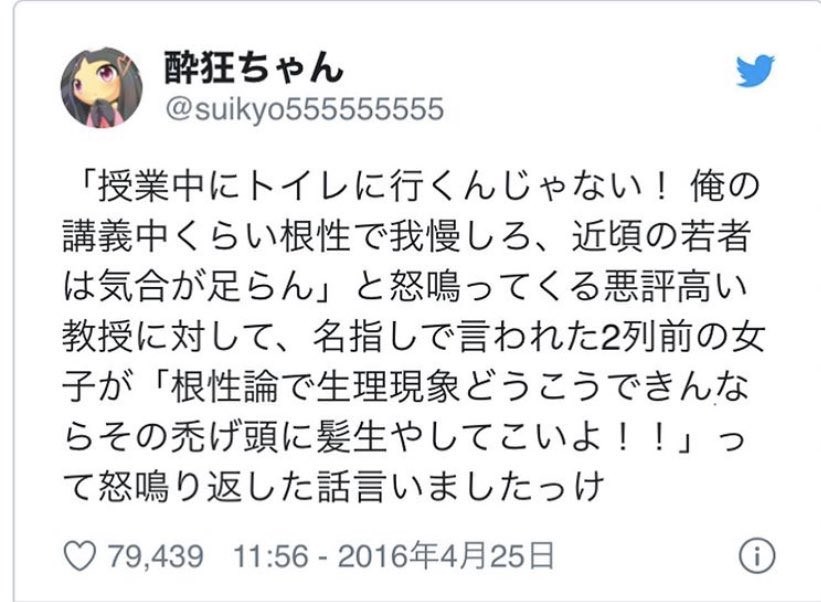 酔狂ちゃん
@suikyo555555555
「授業中にトイレに行くんじゃない！ 俺の
講義中くらい根性で我慢しろ、近頃の若者
は気合が足らん」と怒鳴ってくる悪評高い
教授に対して、名指しで言われた2列前の女
子が「根性論で生理現象どうこうできんな
らその禿げ頭に髪生やしてこいよ！！」っ
て怒鳴り返した話言いましたっけ
79,439 11:56 - 2016年4月25日